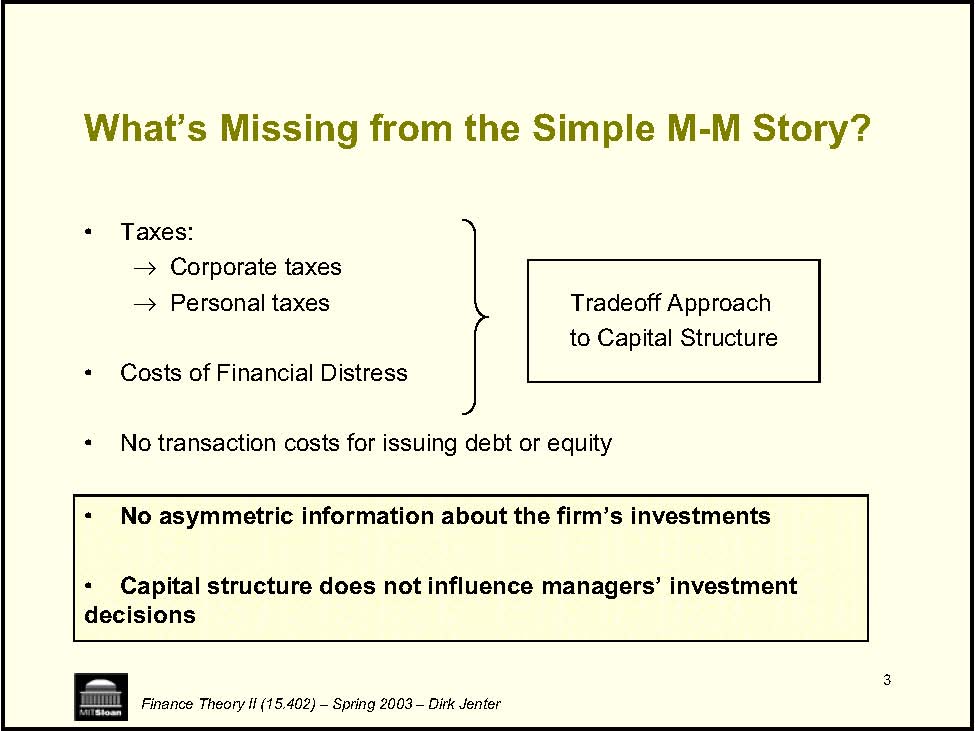 What’s Missing from the Simple M-M Story?
• Taxes:
→ Corporate taxes
→ Personal taxes
Tradeoff Approach
to Capital Structure
• Costs of Financial Distress
• No transaction costs for issuing debt or equity
• No asymmetric information about the firm’s investments
• Capital structure does not influence managers’ investment
decisions
3
MITSloan
Finance Theory II (15.402) – Spring 2003 – Dirk Jenter